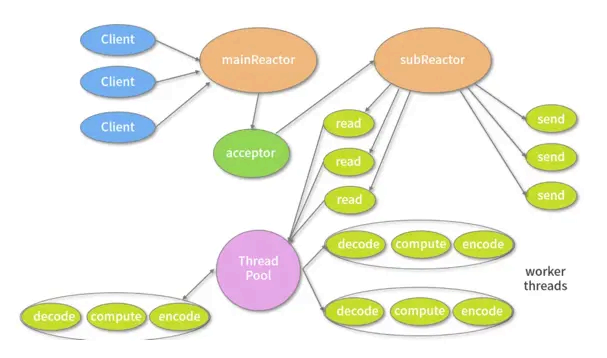 Client
Client
Client
mainReactor
subReactor
acceptor
read
read
read
send
send
send
Thread
Pool
decode compute encode
decode compute encode
decode compute encode
worker
threads